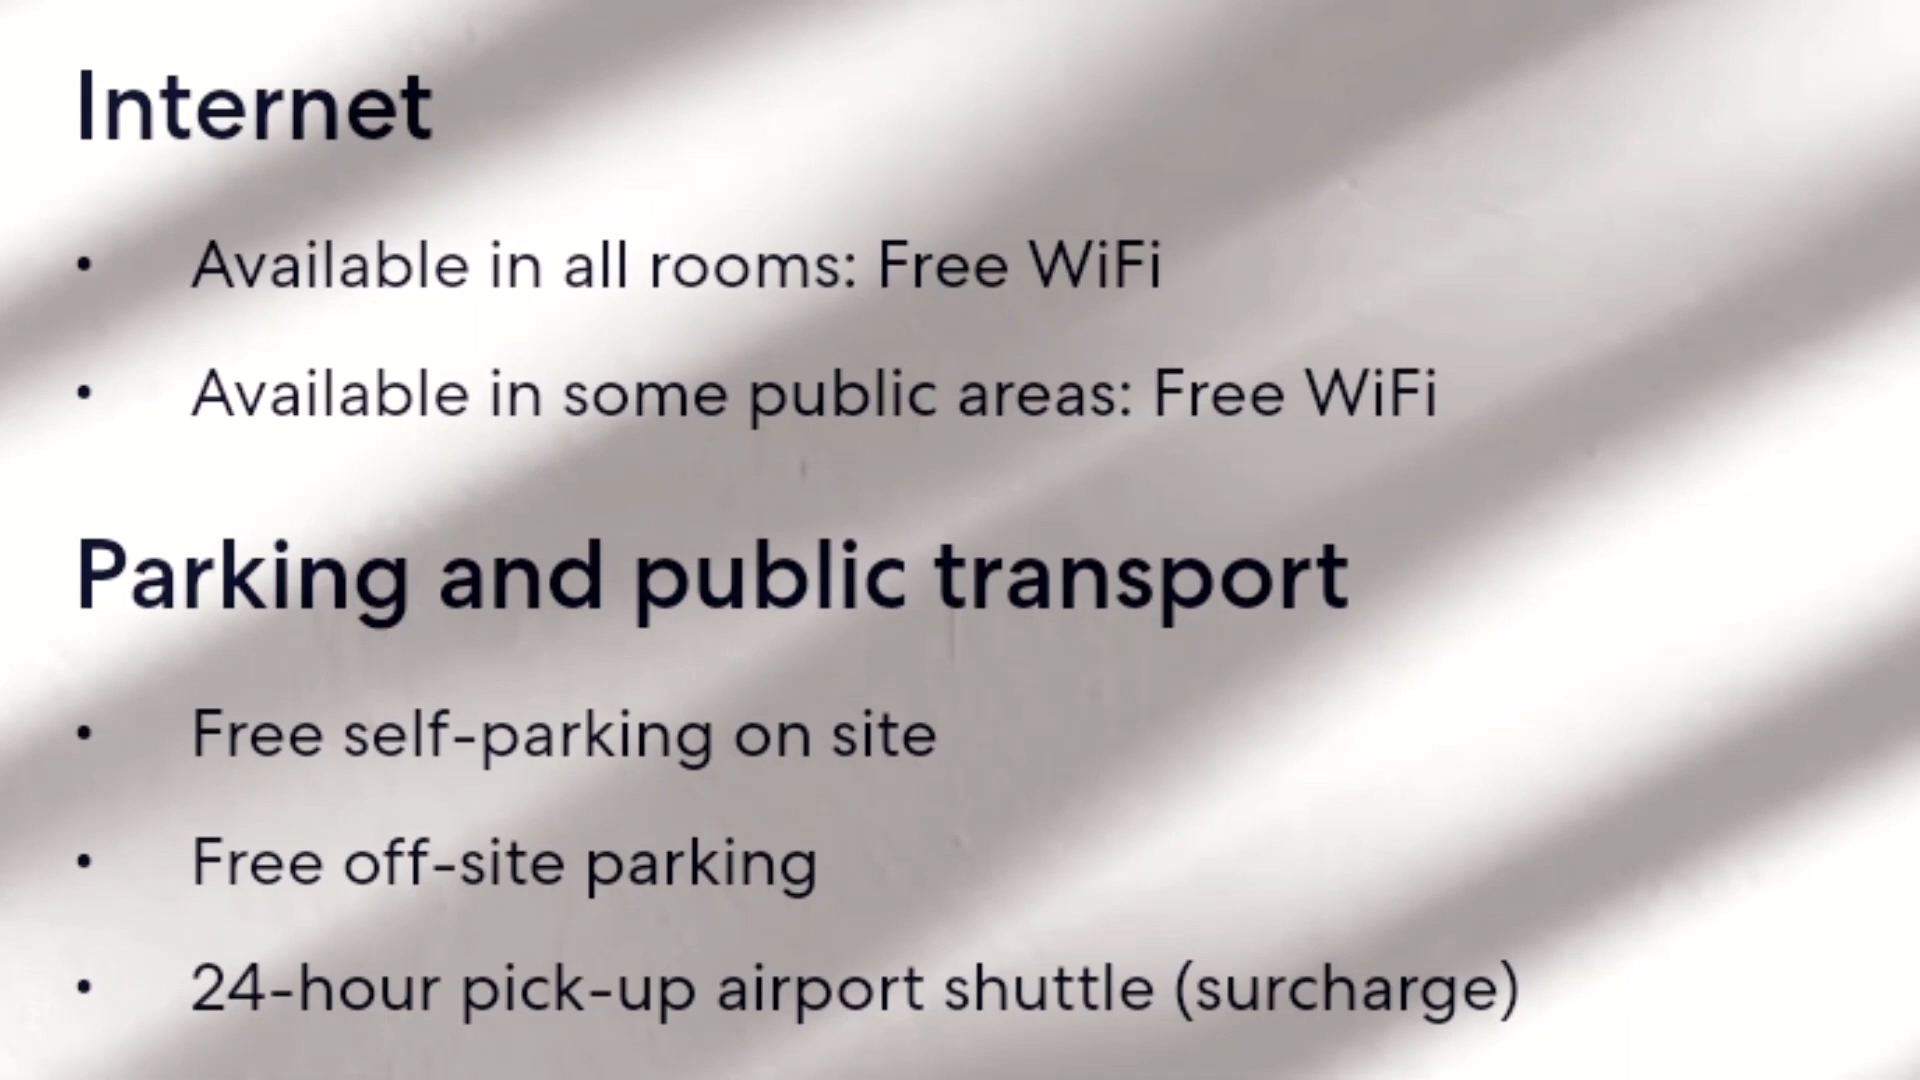 Internet
• Available in all rooms: Free WiFi
• Available in some public areas: Free WiFi
Parking and public transport
• Free self-parking on site
• Free off-site parking
• 24-hour pick-up airport shuttle (surcharge)